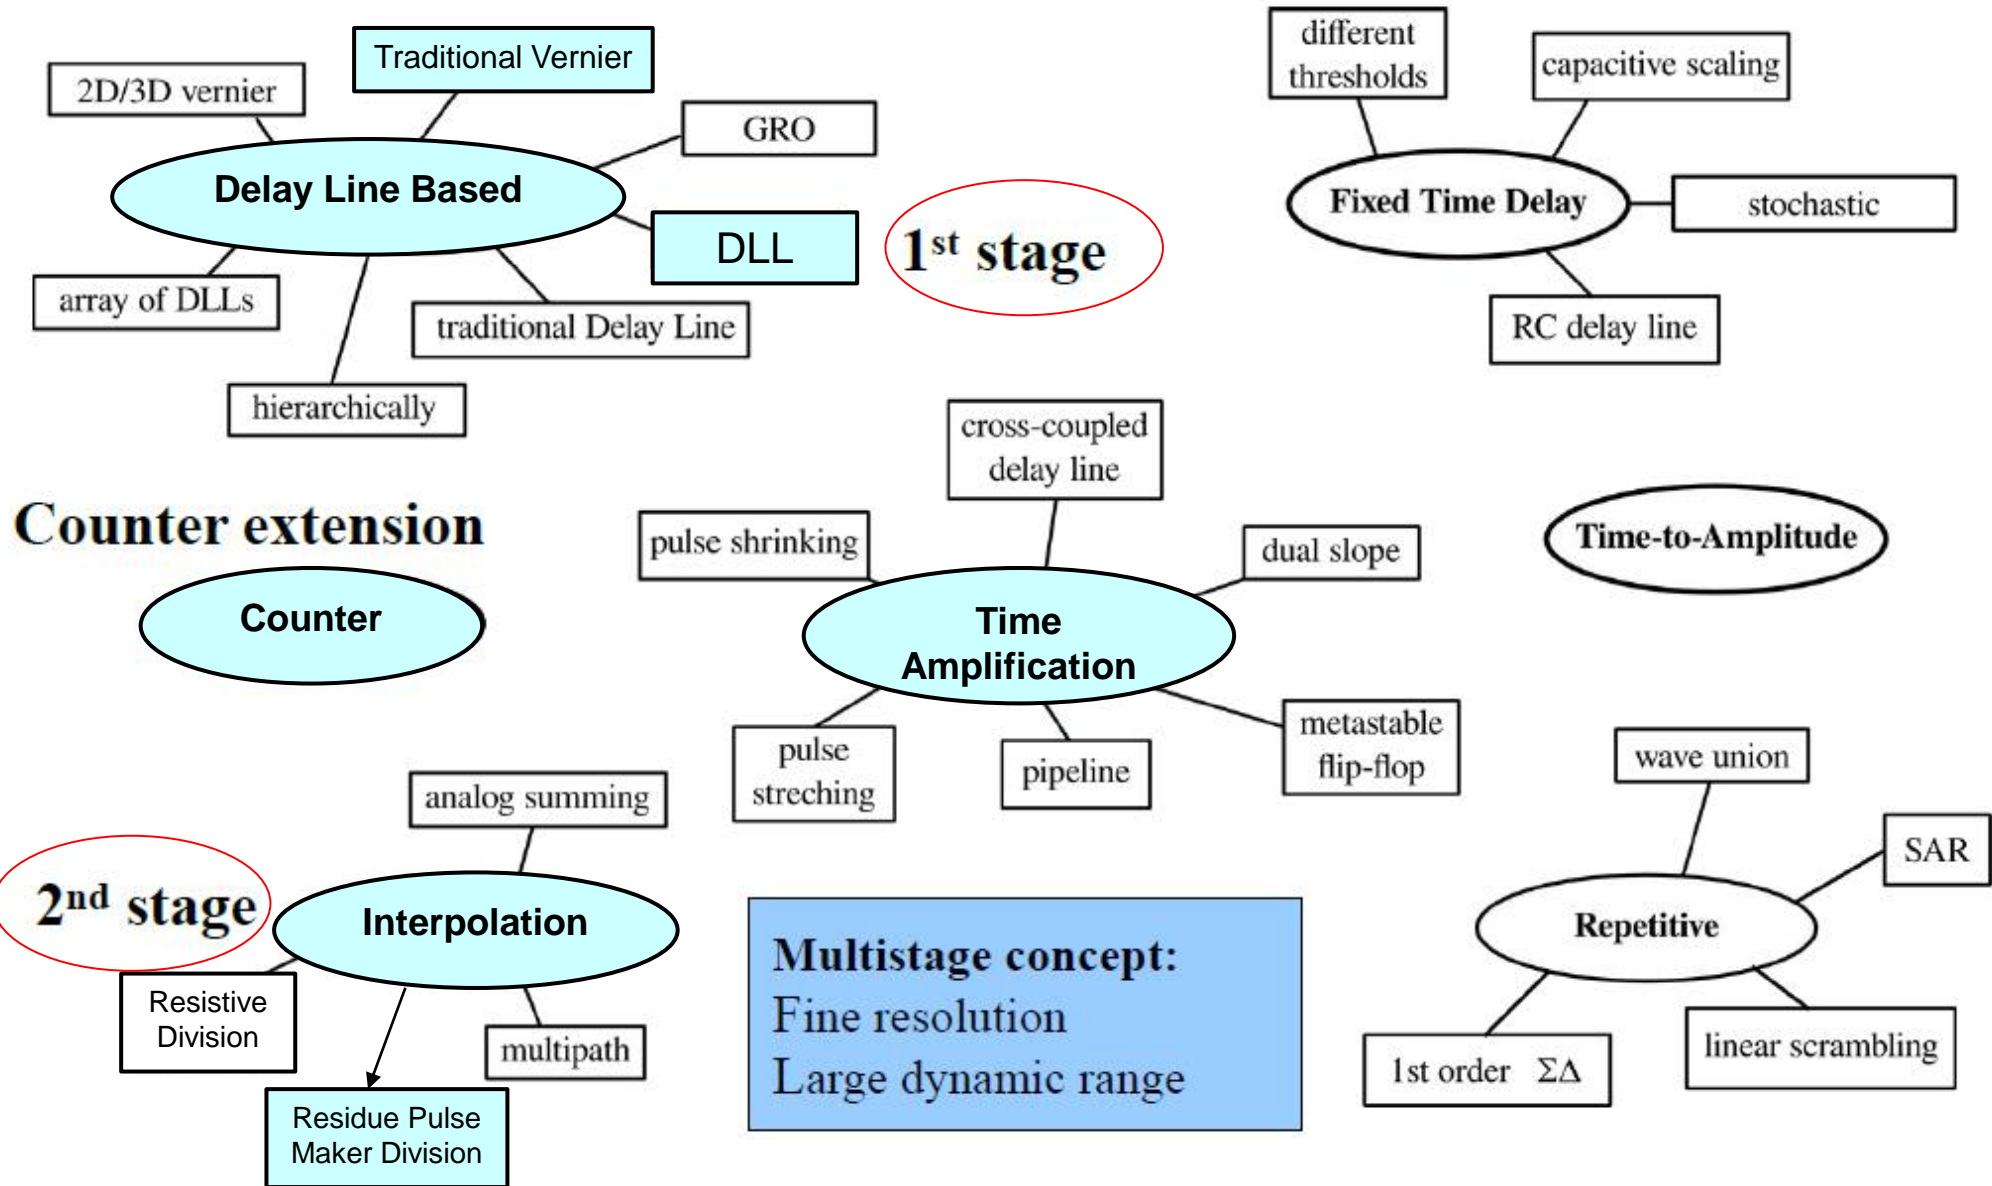 Traditional Vernier
2D/3D vernier
GRO
Delay Line Based
DLL
1st stage
array of DLLs
traditional Delay Line
hierarchically
different
thresholds
capacitive scaling
Fixed Time Delay
stochastic
RC delay line
Counter extension
Counter
cross-coupled
delay line
pulse shrinking
dual slope
Time
Amplification
pulse
streching
pipeline
metastable
flip-flop
Time-to-Amplitude
analog summing
2nd stage
Interpolation
Resistive
Division
multipath
Residue Pulse
Maker Division
Multistage concept:
Fine resolution
Large dynamic range
wave union
SAR
Repetitive
1st order ΣΔ
linear scrambling